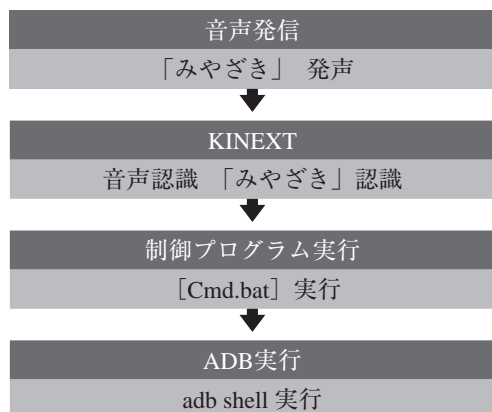 音声発信
「みやざき」 発声
KINEXT
音声認識 「みやざき」認識
制御プログラム実行
［Cmd.bat］実行
ADB実行
adb shell 実行